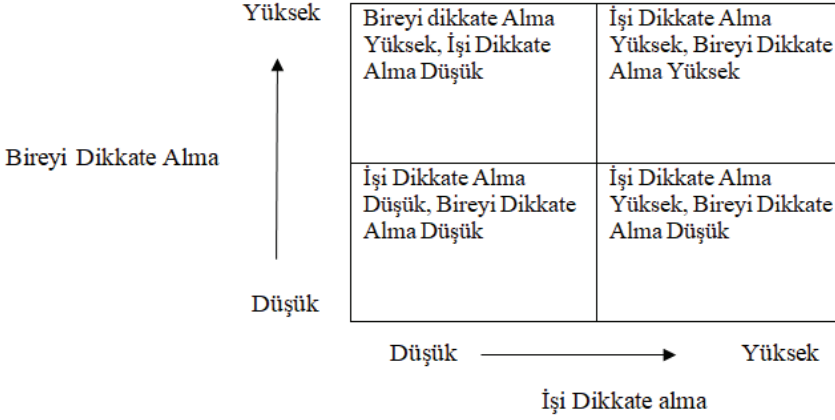 Yüksek
Bireyi dikkate Alma
Yüksek, İşi Dikkate
Alma Düşük
İşi Dikkate Alma
Yüksek, Bireyi Dikkate
Alma Yüksek
Bireyi Dikkate Alma
İşi Dikkate Alma
Düşük, Bireyi Dikkate
Alma Düşük
İşi Dikkate Alma
Yüksek, Bireyi Dikkate
Alma Düşük
Düşük
Düşük
Yüksek
İşi Dikkate alma